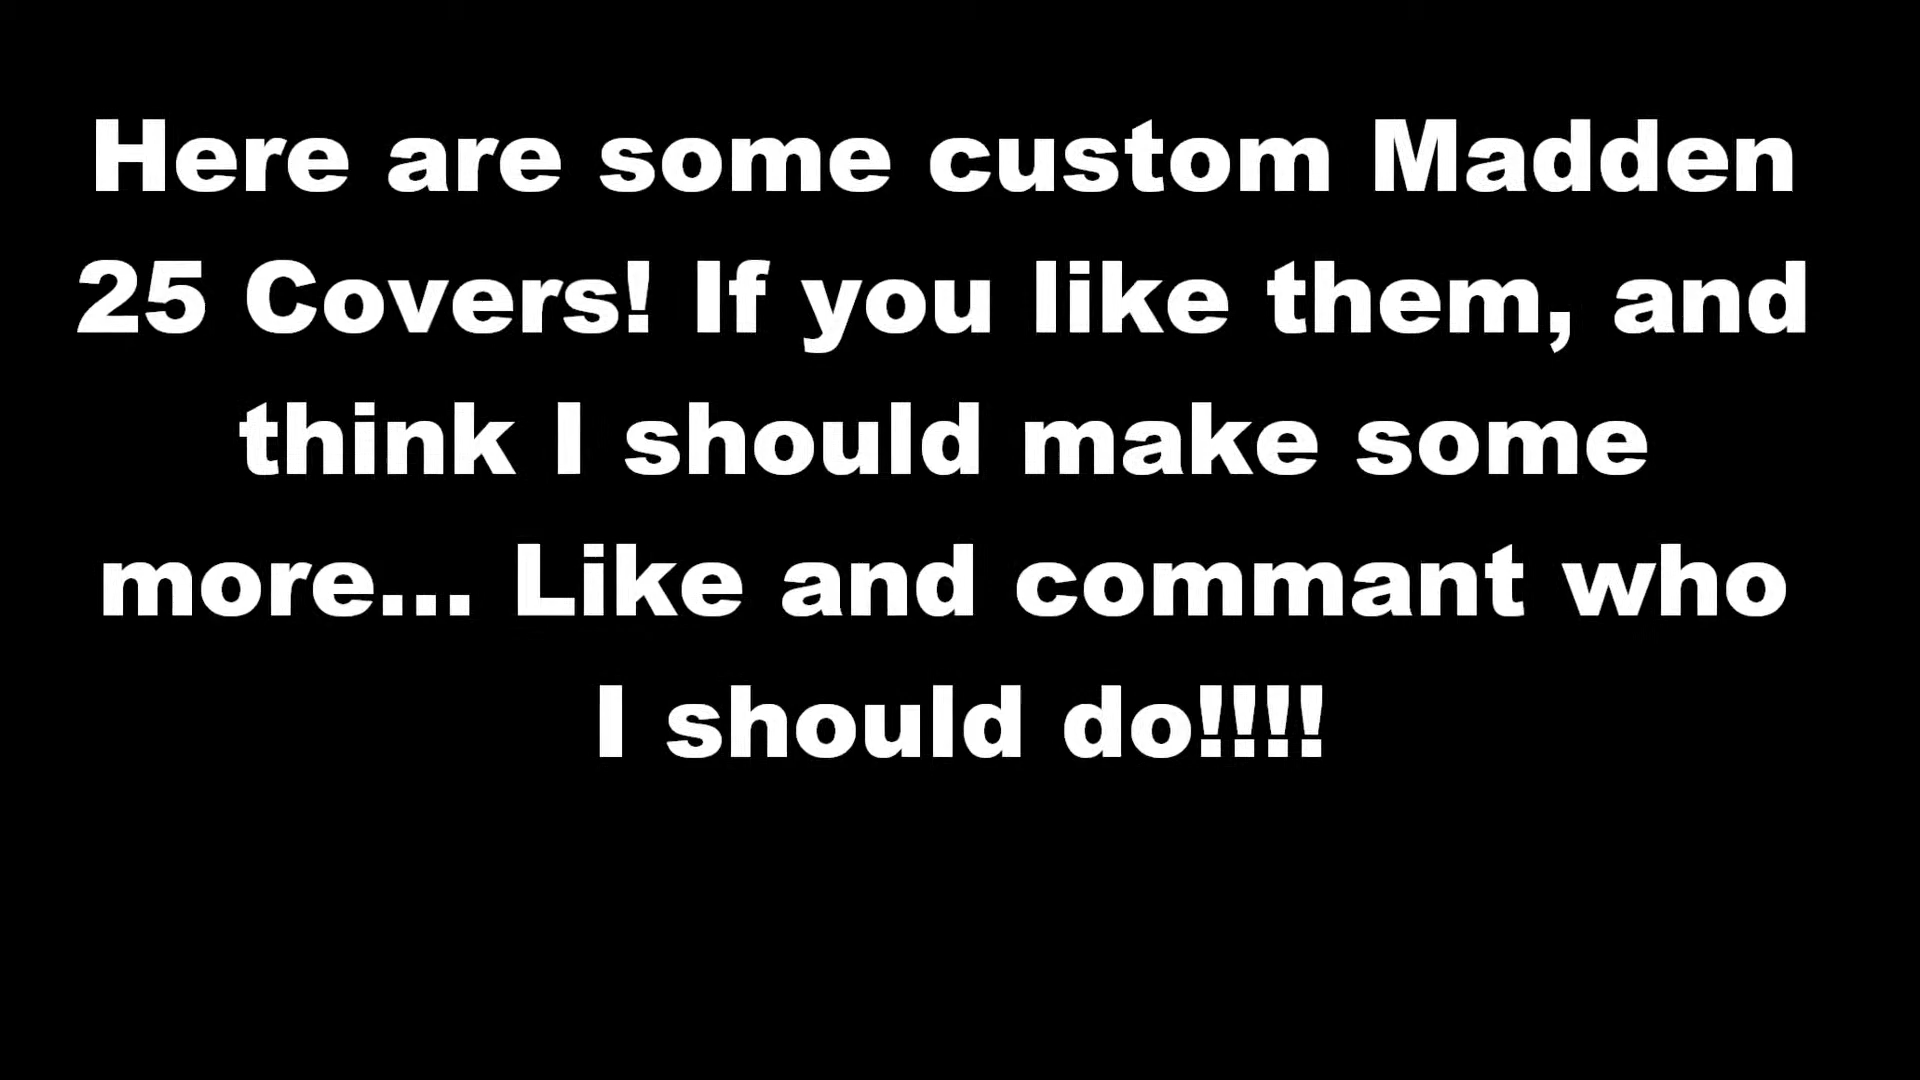 Here are some custom Madden
25 Covers! If you like them, and
think I should make some
more... Like and commant who
I should do!!!!